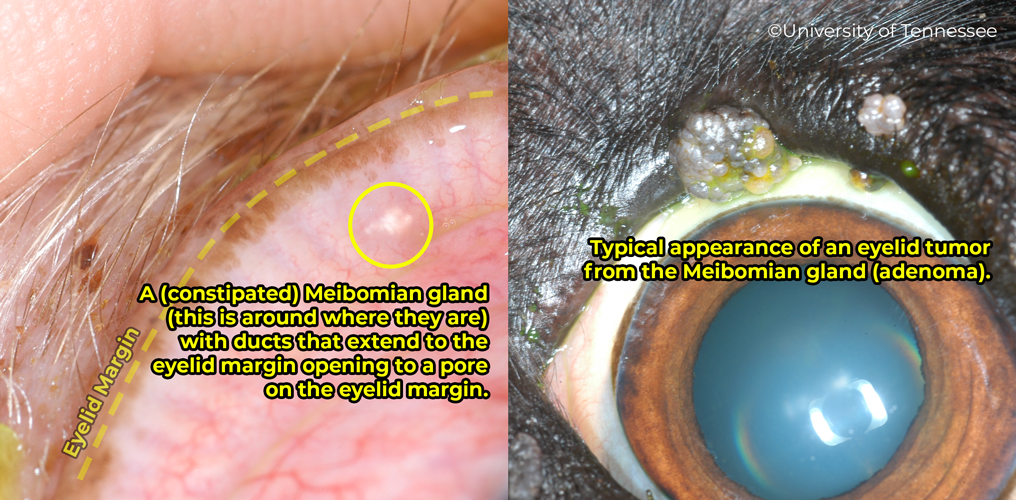 ©University of Tennessee
Eyelid Margin
A (constipated) Meibomian gland
(this is around where they are)
with ducts that extend to the
eyelid margin opening to a pore
on the eyelid margin.
Typical appearance of an eyelid tumor
from the Meibomian gland (adenoma).